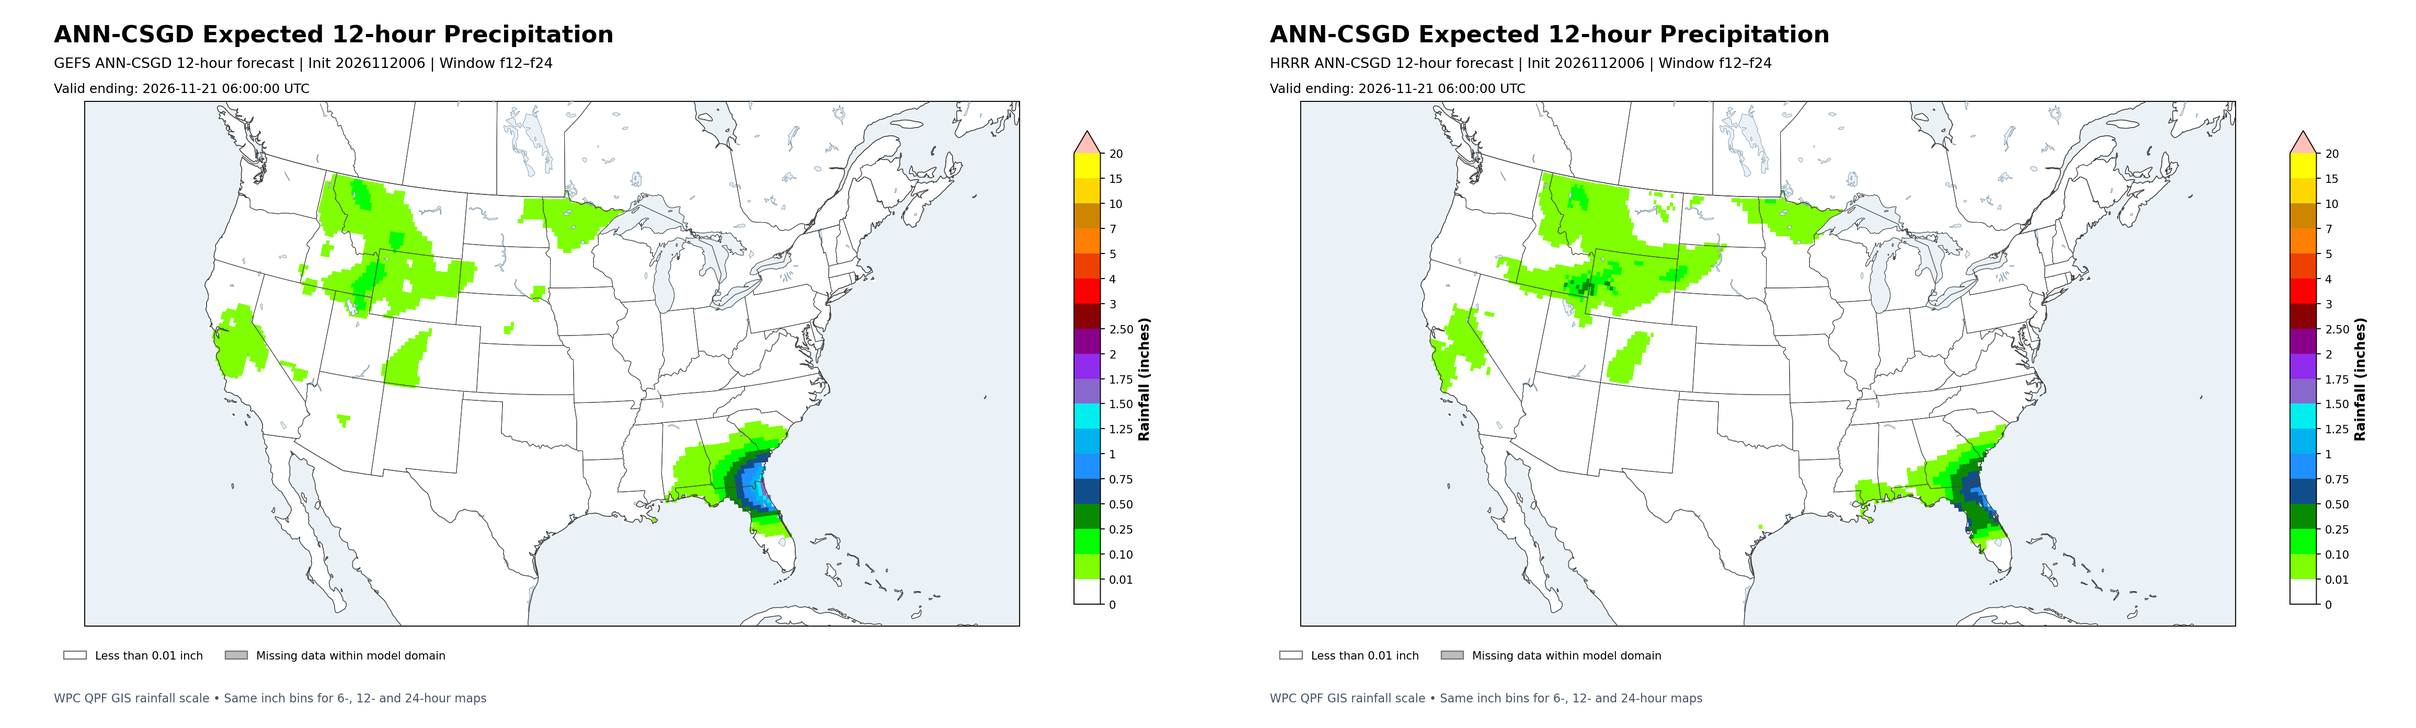 ANN-CSGD Expected 12-hour Precipitation
GEFS ANN-CSGD 12-hour forecast | Init 2026112006 | Window f12–f24
Valid ending: 2026-11-21 06:00:00 UTC
20
15
10
7
5
4
3
2.50
2
1.75
1.50
1.25
1
0.75
0.50
0.25
0.10
0.01
0
Rainfall (inches)
Less than 0.01 inch
Missing data within model domain
WPC QPF GIS rainfall scale • Same inch bins for 6-, 12- and 24-hour maps
ANN-CSGD Expected 12-hour Precipitation
HRRR ANN-CSGD 12-hour forecast | Init 2026112006 | Window f12–f24
Valid ending: 2026-11-21 06:00:00 UTC
20
15
10
7
5
4
3
2.50
2
1.75
1.50
1.25
1
0.75
0.50
0.25
0.10
0.01
0
Rainfall (inches)
Less than 0.01 inch
Missing data within model domain
WPC QPF GIS rainfall scale • Same inch bins for 6-, 12- and 24-hour maps